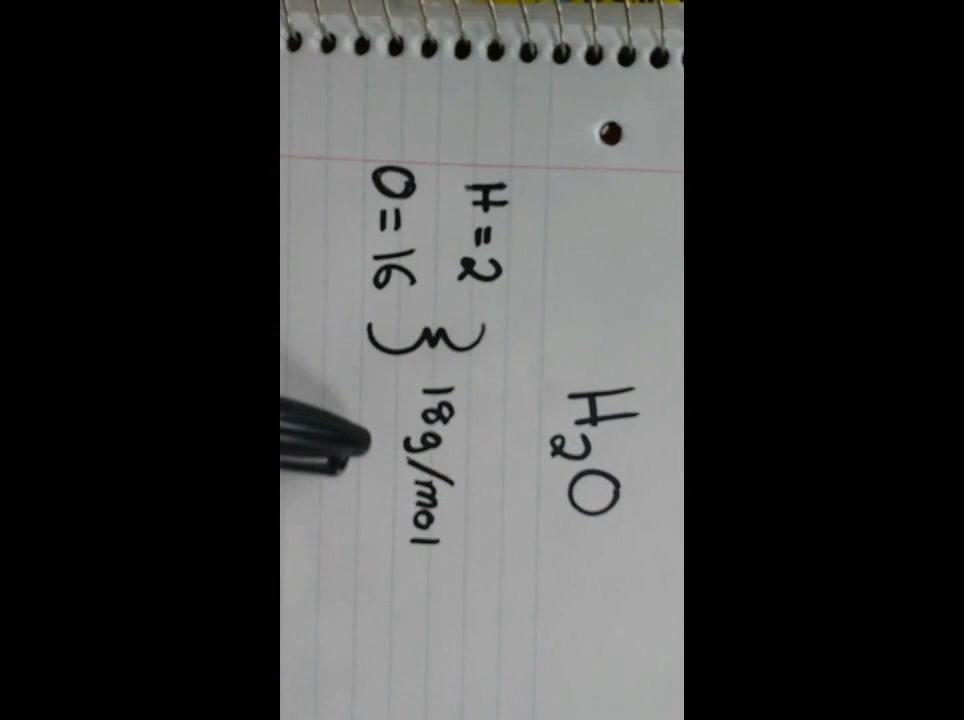 H₂O
H = 2
O = 16
} 18g/mol